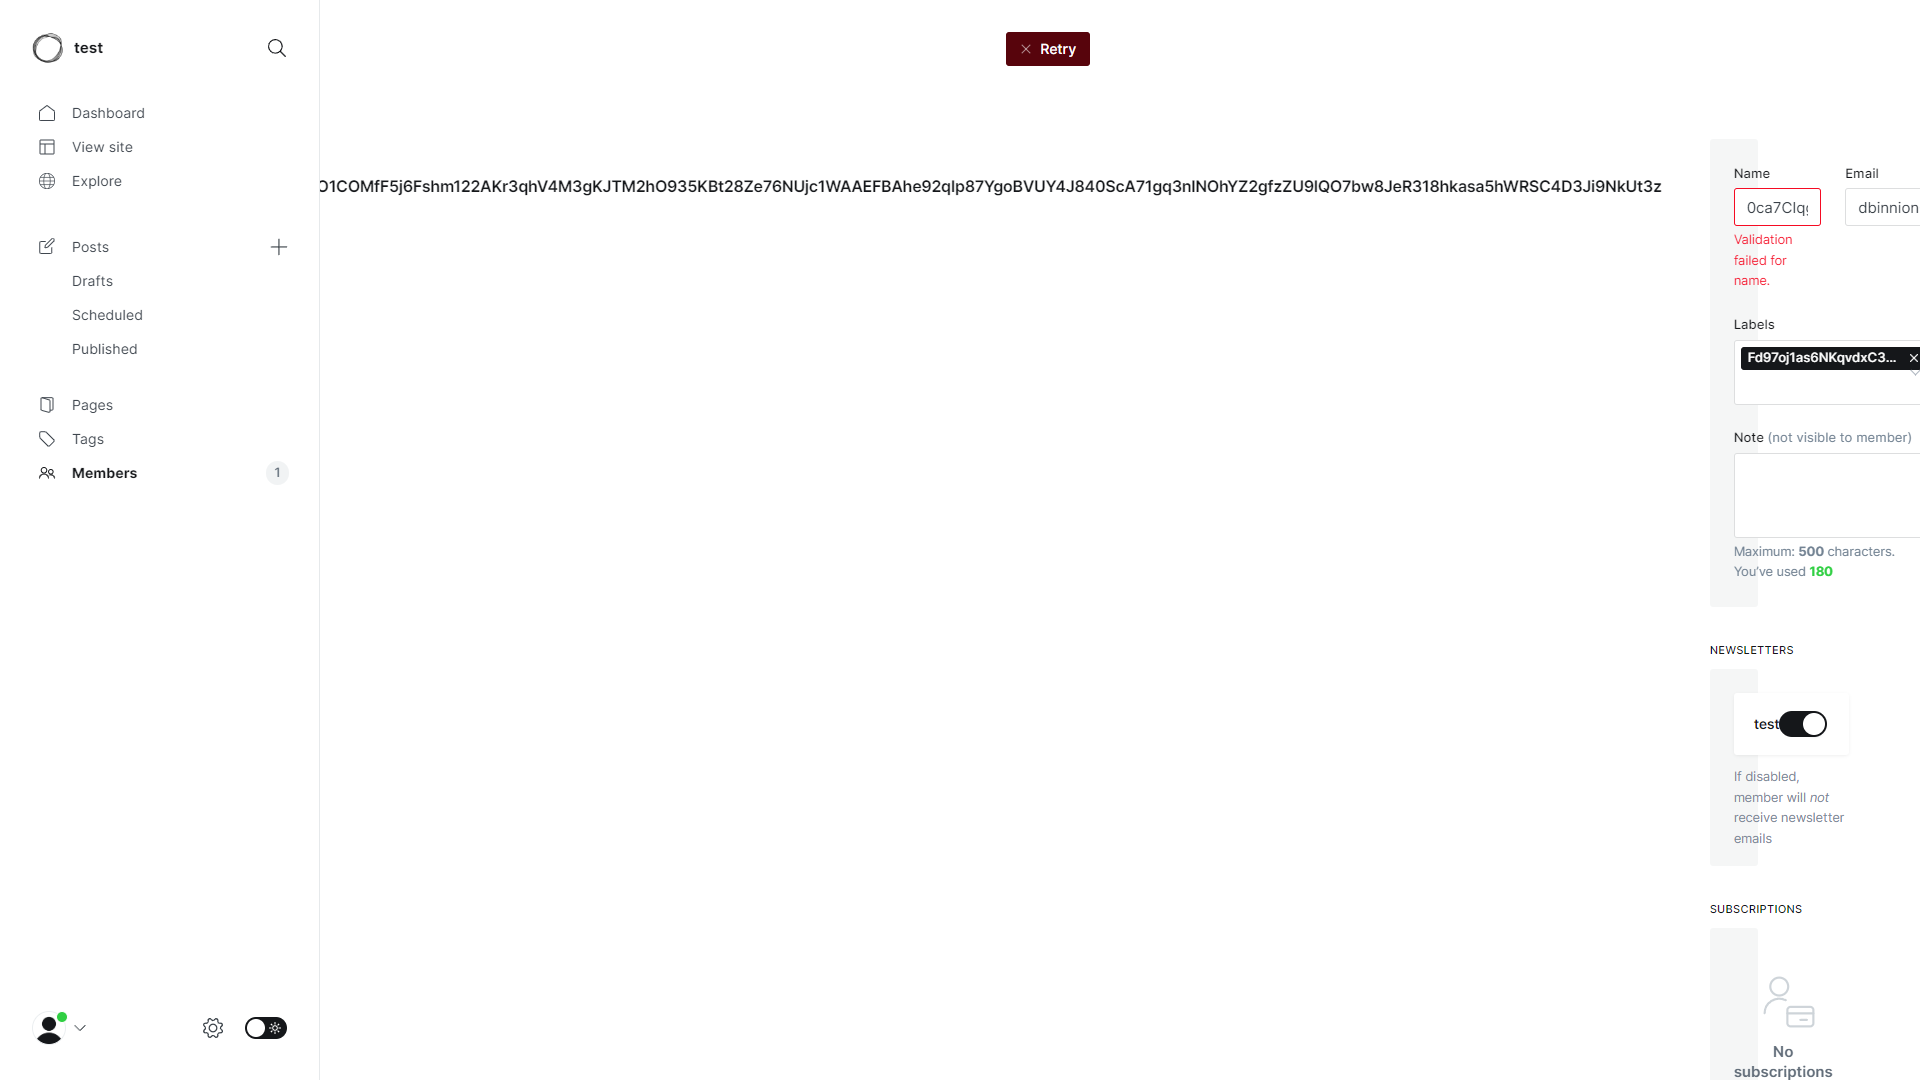 test
Dashboard
View site
Explore
Posts
Drafts
Scheduled
Published
Pages
Tags
Members
1
Retry
O1COMfF5j6Fshm122AKr3qhV4M3gKJTM2hO935KBt28Ze76NUjc1WAAEFBAhe92qIp87YgoBVUY4J840ScA71gq3nINOhYZ2gfzZU9IQO7bw8JeR318hkasa5hWRSC4D3Ji9NkUt3z
Name
Email
dbinnion
Validation
failed for
name.
Labels
Fd97oj1as6NKqvdxC3...
Note (not visible to member)
Maximum: 500 characters.
You've used 180
NEWSLETTERS
test
If disabled,
member will not
receive newsletter
emails
SUBSCRIPTIONS
No
subscriptions